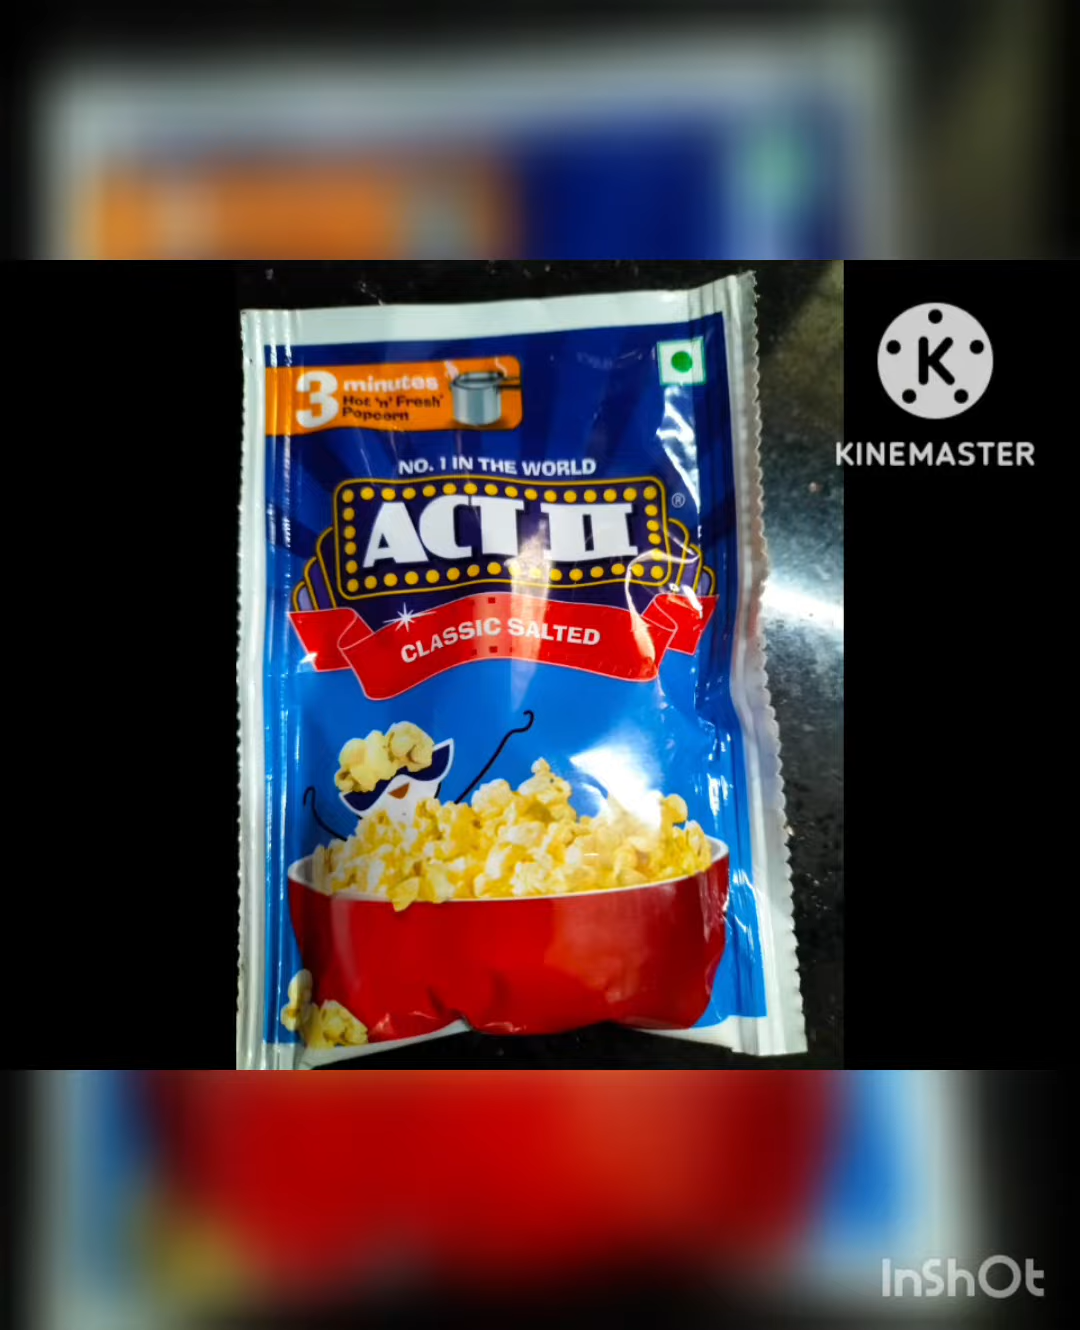 3 minutes
Hot 'n' Fresh
Popcorn
NO. 1 IN THE WORLD
ACT II ®
CLASSIC SALTED
K
KINEMASTER
InShOt